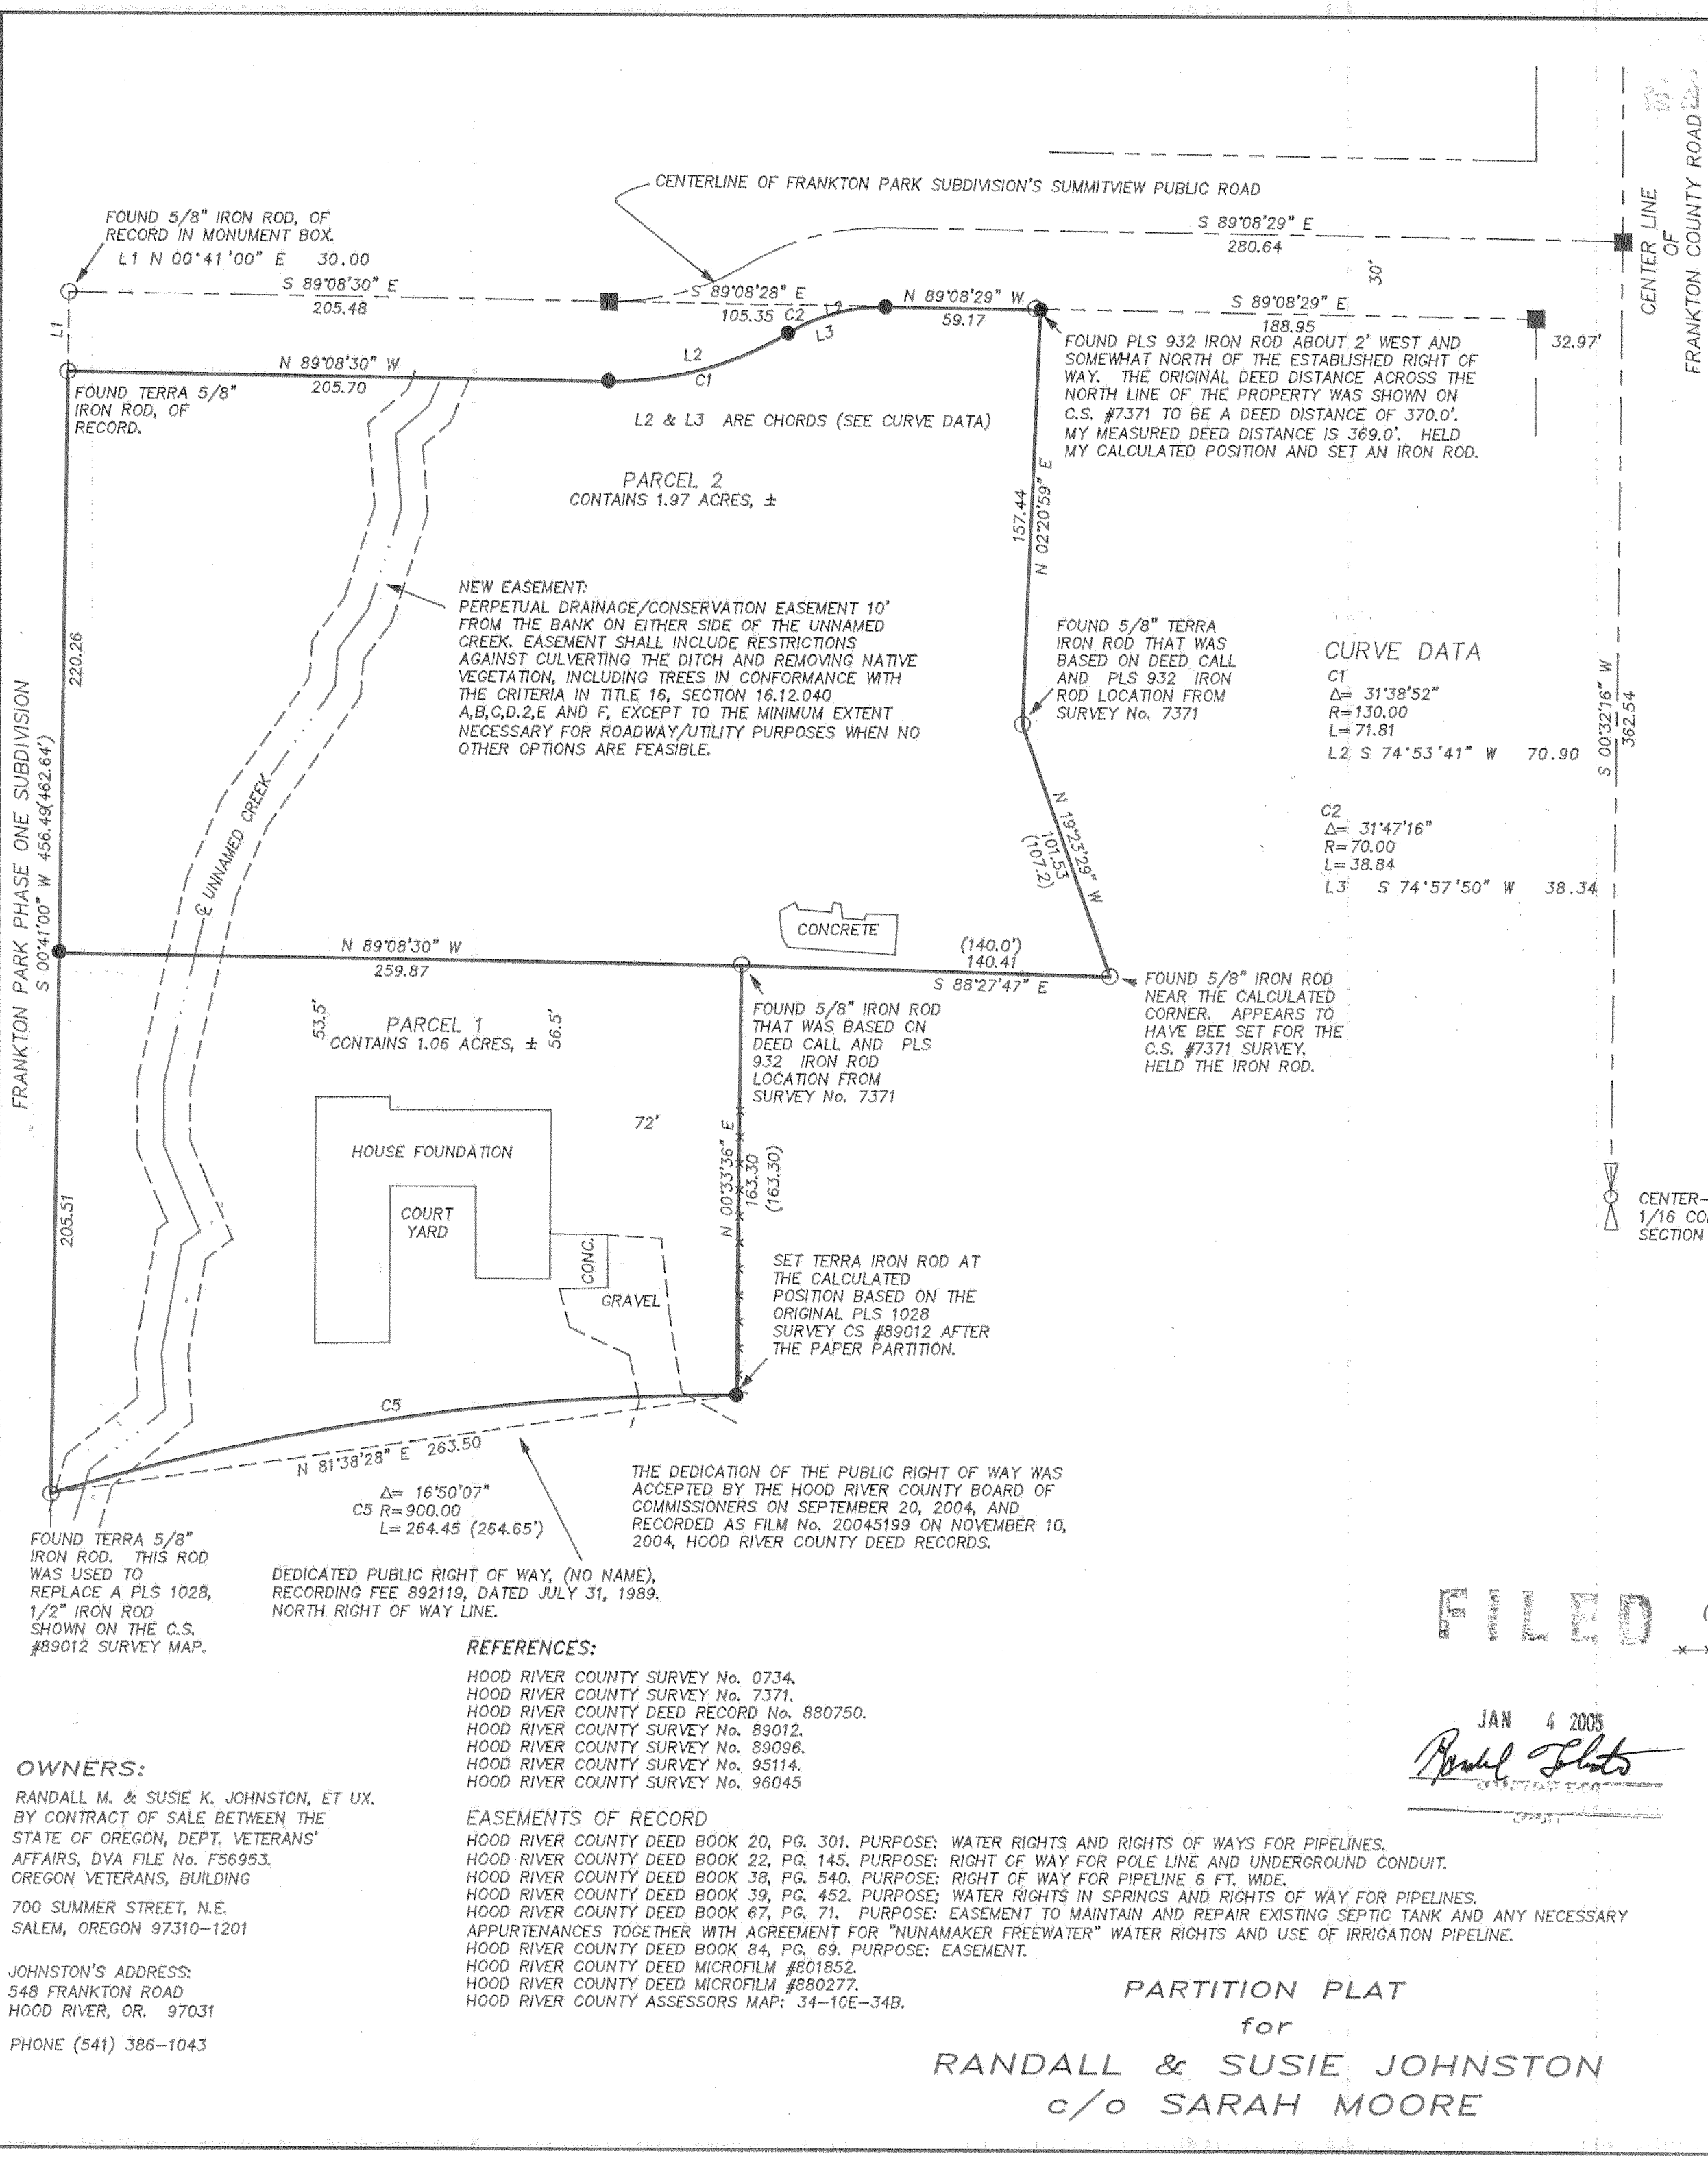 CENTERLINE OF FRANKTON PARK SUBDIVISION'S SUMMITVIEW PUBLIC ROAD
FOUND 5/8" IRON ROD, OF
RECORD IN MONUMENT BOX.
L1 N 00°41'00" E 30.00
S 89°08'30" E
205.48
S 89°08'28" E
105.35
C2
L2
L3
N 89°08'29" W
59.17
S 89°08'29" E
280.64
30'
S 89°08'29" E
188.95
32.97'
CENTER LINE
OF
FRANKTON COUNTY ROAD
L1
N 89°08'30" W
205.70
L2
C1
FOUND TERRA 5/8"
IRON ROD, OF
RECORD.
L2 & L3 ARE CHORDS (SEE CURVE DATA)
FOUND PLS 932 IRON ROD ABOUT 2' WEST AND
SOMEWHAT NORTH OF THE ESTABLISHED RIGHT OF
WAY. THE ORIGINAL DEED DISTANCE ACROSS THE
NORTH LINE OF THE PROPERTY WAS SHOWN ON
C.S. #7371 TO BE A DEED DISTANCE OF 370.0'.
MY MEASURED DEED DISTANCE IS 369.0'. HELD
MY CALCULATED POSITION AND SET AN IRON ROD.
PARCEL 2
CONTAINS 1.97 ACRES, ±
157.44
N 02°20'59" E
NEW EASEMENT:
PERPETUAL DRAINAGE/CONSERVATION EASEMENT 10'
FROM THE BANK ON EITHER SIDE OF THE UNNAMED
CREEK. EASEMENT SHALL INCLUDE RESTRICTIONS
AGAINST CULVERTING THE DITCH AND REMOVING NATIVE
VEGETATION, INCLUDING TREES IN CONFORMANCE WITH
THE CRITERIA IN TITLE 16, SECTION 16.12.040
A,B,C,D.2,E AND F, EXCEPT TO THE MINIMUM EXTENT
NECESSARY FOR ROADWAY/UTILITY PURPOSES WHEN NO
OTHER OPTIONS ARE FEASIBLE.
FOUND 5/8" TERRA
IRON ROD THAT WAS
BASED ON DEED CALL
AND PLS 932 IRON
ROD LOCATION FROM
SURVEY No. 7371
CURVE DATA
C1
Δ= 31°38'52"
R=130.00
L=71.81
L2 S 74°53'41" W 70.90
C2
Δ= 31°47'16"
R=70.00
L=38.84
L3 S 74°57'50" W 38.34
S 00°32'16" W
362.54
220.26
FRANKTON PARK PHASE ONE SUBDIVISION
S 00°41'00" W 456.49(462.64')
℄ UNNAMED CREEK
N 19°23'29" W
101.53
(107.2)
CONCRETE
N 89°08'30" W
259.87
(140.0')
140.41
S 88°27'47" E
FOUND 5/8" IRON ROD
NEAR THE CALCULATED
CORNER. APPEARS TO
HAVE BEE SET FOR THE
C.S. #7371 SURVEY.
HELD THE IRON ROD.
53.5'
PARCEL 1
CONTAINS 1.06 ACRES, ±
56.5'
FOUND 5/8" IRON ROD
THAT WAS BASED ON
DEED CALL AND PLS
932 IRON ROD
LOCATION FROM
SURVEY No. 7371
72'
HOUSE FOUNDATION
COURT
YARD
CONC.
GRAVEL
N 00°33'36" E
163.30
(163.30)
205.51
CENTER-
1/16 CO
SECTION
SET TERRA IRON ROD AT
THE CALCULATED
POSITION BASED ON THE
ORIGINAL PLS 1028
SURVEY CS #89012 AFTER
THE PAPER PARTITION.
C5
N 81°38'28" E 263.50
Δ= 16°50'07"
C5 R=900.00
L=264.45 (264.65')
THE DEDICATION OF THE PUBLIC RIGHT OF WAY WAS
ACCEPTED BY THE HOOD RIVER COUNTY BOARD OF
COMMISSIONERS ON SEPTEMBER 20, 2004, AND
RECORDED AS FILM No. 20045199 ON NOVEMBER 10,
2004, HOOD RIVER COUNTY DEED RECORDS.
FOUND TERRA 5/8"
IRON ROD. THIS ROD
WAS USED TO
REPLACE A PLS 1028,
1/2" IRON ROD
SHOWN ON THE C.S.
#89012 SURVEY MAP.
DEDICATED PUBLIC RIGHT OF WAY, (NO NAME),
RECORDING FEE 892119, DATED JULY 31, 1989.
NORTH RIGHT OF WAY LINE.
FILED
JAN 4 2005
REFERENCES:
HOOD RIVER COUNTY SURVEY No. 0734.
HOOD RIVER COUNTY SURVEY No. 7371.
HOOD RIVER COUNTY DEED RECORD No. 880750.
HOOD RIVER COUNTY SURVEY No. 89012.
HOOD RIVER COUNTY SURVEY No. 89096.
HOOD RIVER COUNTY SURVEY No. 95114.
HOOD RIVER COUNTY SURVEY No. 96045
OWNERS:
RANDALL M. & SUSIE K. JOHNSTON, ET UX.
BY CONTRACT OF SALE BETWEEN THE
STATE OF OREGON, DEPT. VETERANS'
AFFAIRS, DVA FILE No. F56953.
OREGON VETERANS, BUILDING
700 SUMMER STREET, N.E.
SALEM, OREGON 97310-1201
JOHNSTON'S ADDRESS:
548 FRANKTON ROAD
HOOD RIVER, OR. 97031
PHONE (541) 386-1043
EASEMENTS OF RECORD
HOOD RIVER COUNTY DEED BOOK 20, PG. 301. PURPOSE: WATER RIGHTS AND RIGHTS OF WAYS FOR PIPELINES.
HOOD RIVER COUNTY DEED BOOK 22, PG. 145. PURPOSE: RIGHT OF WAY FOR POLE LINE AND UNDERGROUND CONDUIT.
HOOD RIVER COUNTY DEED BOOK 38, PG. 540. PURPOSE: RIGHT OF WAY FOR PIPELINE 6 FT. WIDE.
HOOD RIVER COUNTY DEED BOOK 39, PG. 452. PURPOSE; WATER RIGHTS IN SPRINGS AND RIGHTS OF WAY FOR PIPELINES.
HOOD RIVER COUNTY DEED BOOK 67, PG. 71. PURPOSE: EASEMENT TO MAINTAIN AND REPAIR EXISTING SEPTIC TANK AND ANY NECESSARY
APPURTENANCES TOGETHER WITH AGREEMENT FOR "NUNAMAKER FREEWATER" WATER RIGHTS AND USE OF IRRIGATION PIPELINE.
HOOD RIVER COUNTY DEED BOOK 84, PG. 69. PURPOSE: EASEMENT.
HOOD RIVER COUNTY DEED MICROFILM #801852.
HOOD RIVER COUNTY DEED MICROFILM #880277.
HOOD RIVER COUNTY ASSESSORS MAP: 34-10E-34B.
PARTITION PLAT
for
RANDALL & SUSIE JOHNSTON
c/o SARAH MOORE